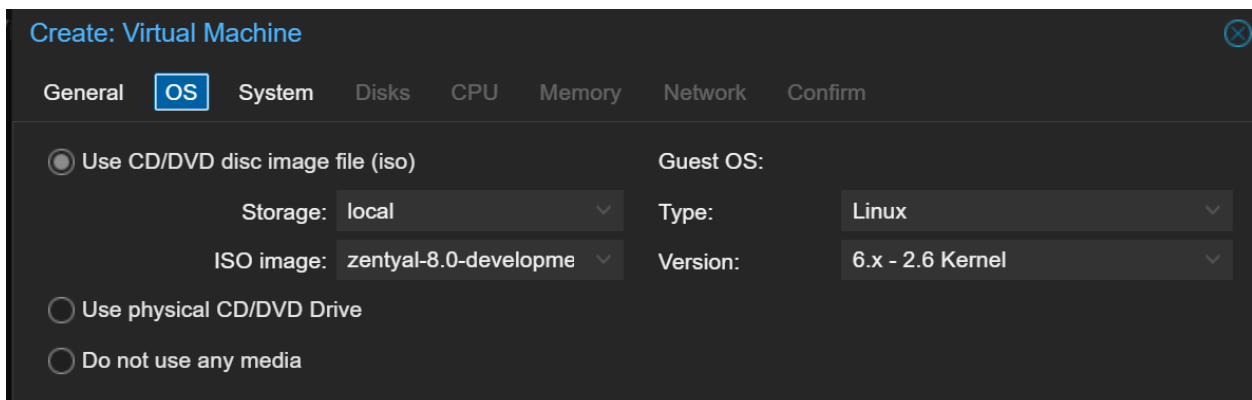 Create: Virtual Machine
General OS System Disks CPU Memory Network Confirm
Use CD/DVD disc image file (iso)
Guest OS:
Storage: local
Type: Linux
ISO image: zentyal-8.0-developme
Version: 6.x - 2.6 Kernel
Use physical CD/DVD Drive
Do not use any media